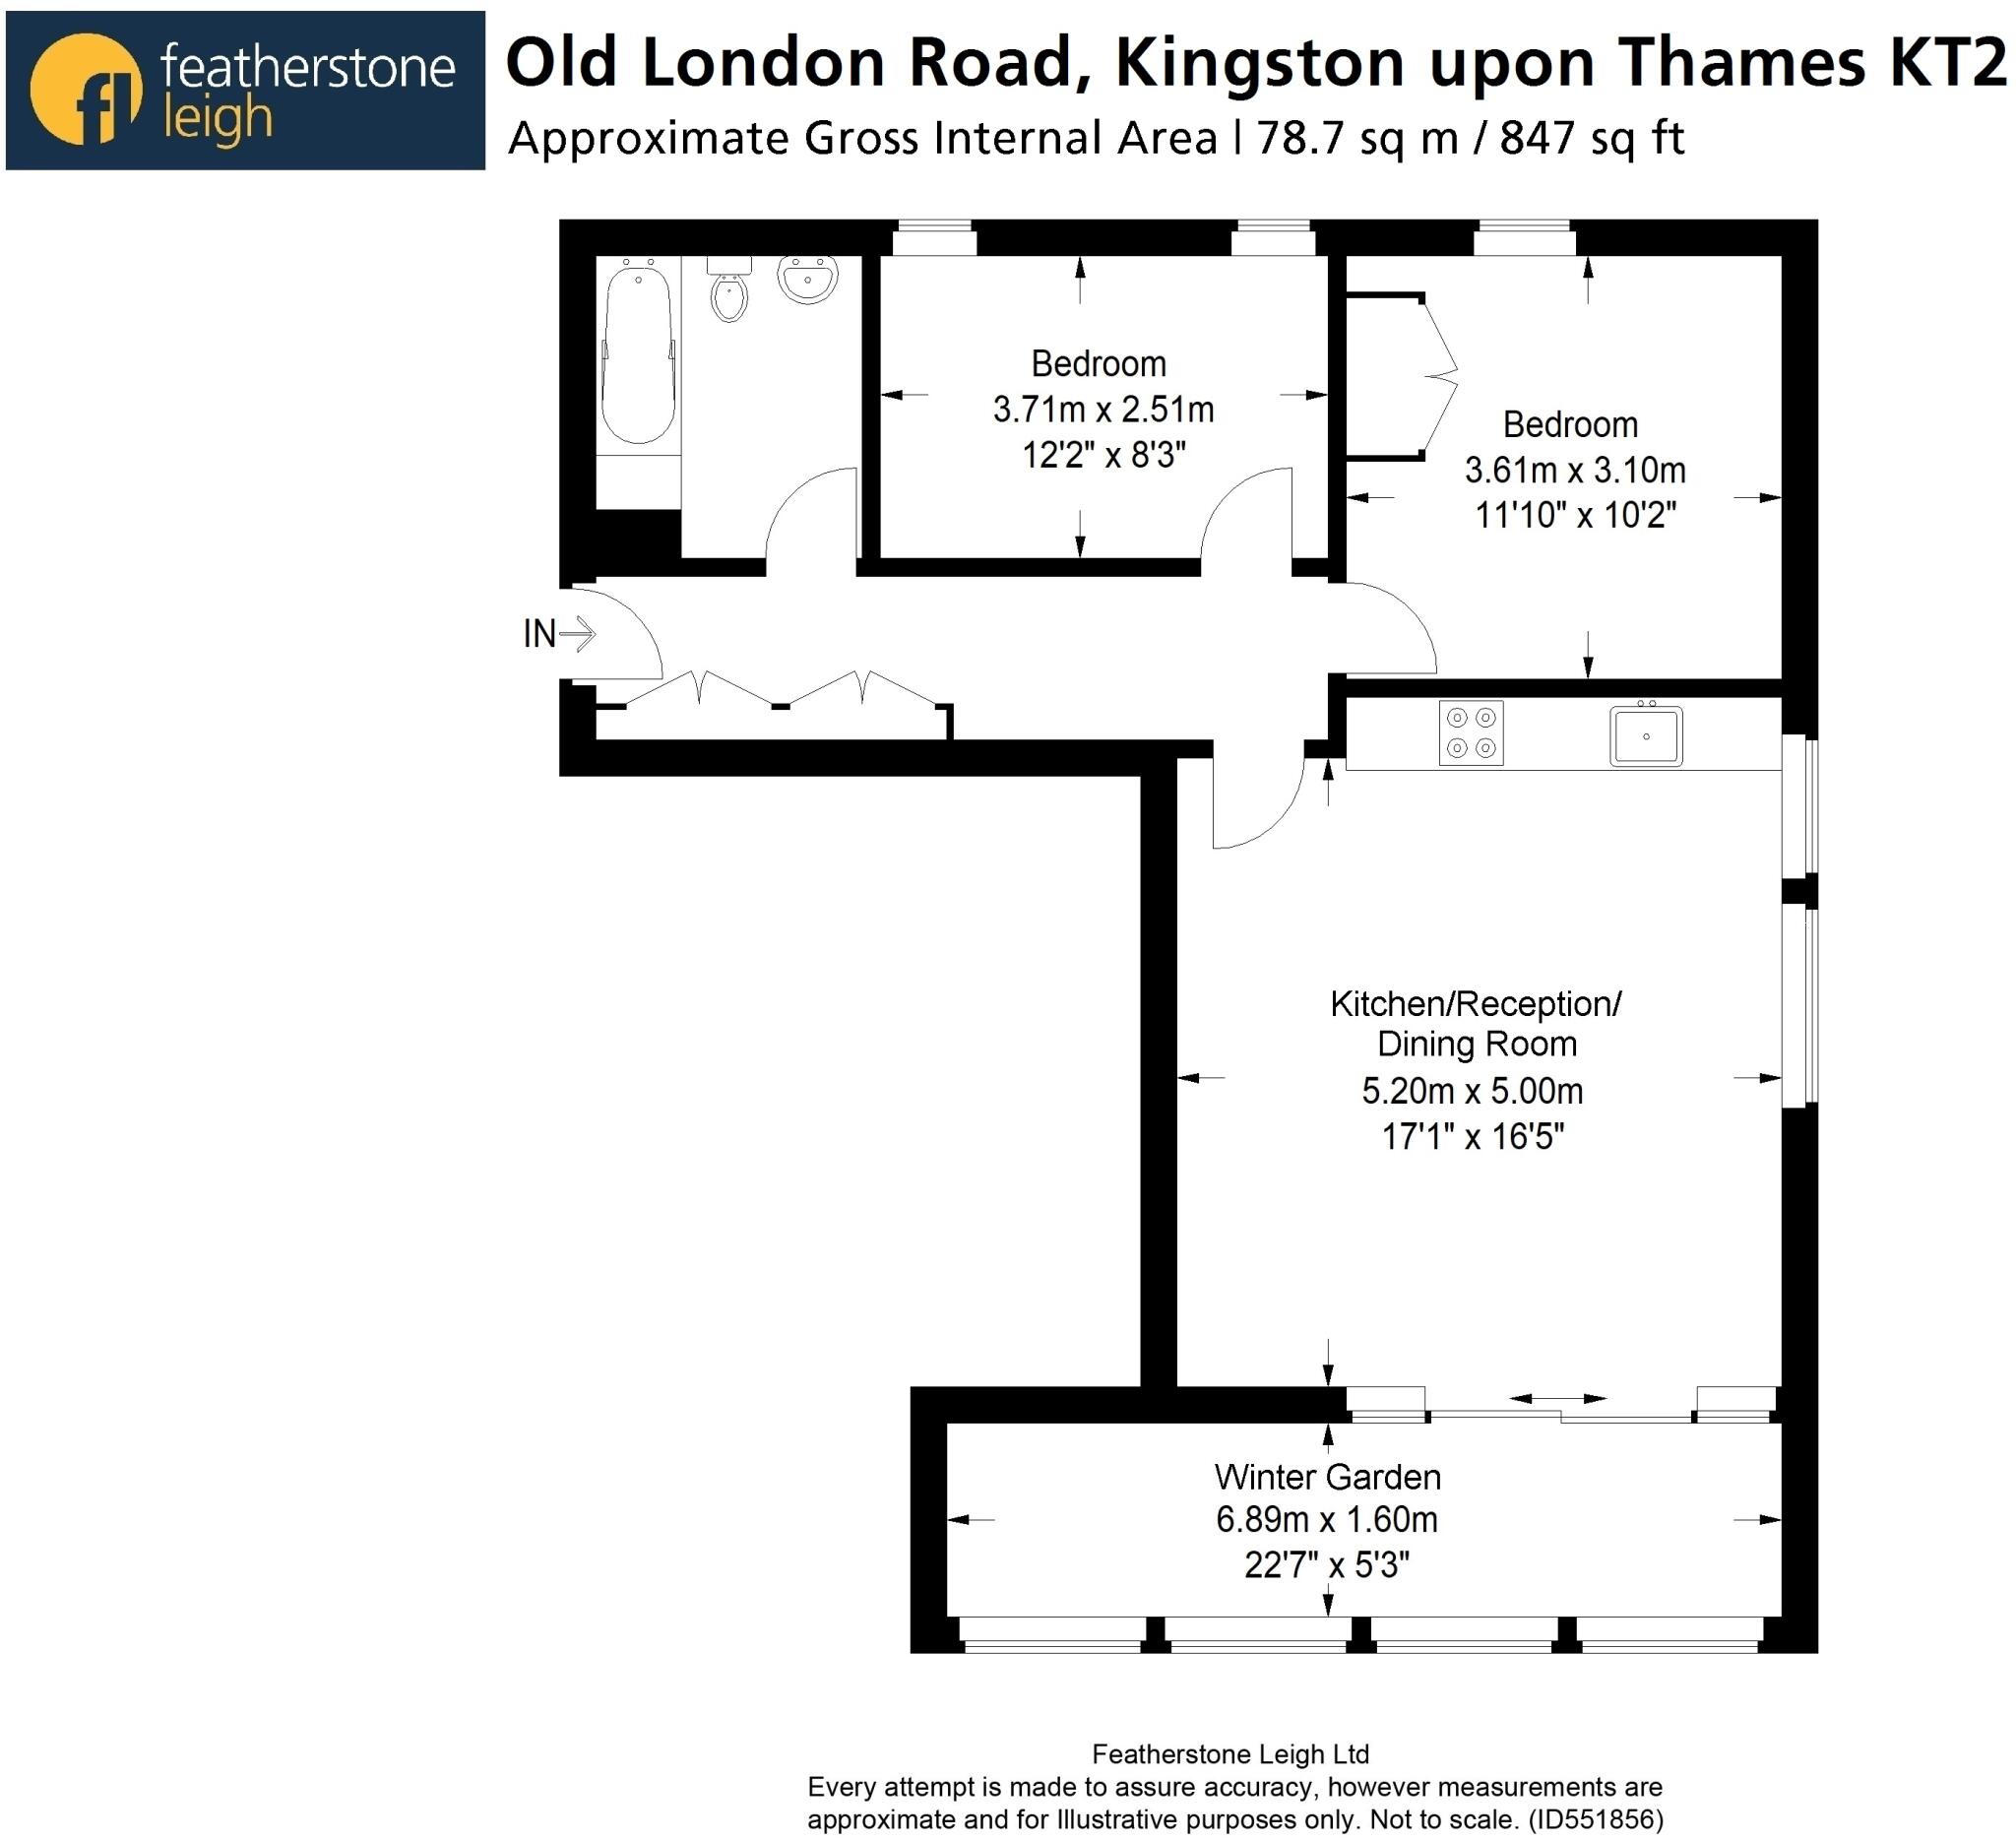 featherstone
leigh
fl
Old London Road, Kingston upon Thames KT2
Approximate Gross Internal Area | 78.7 sq m / 847 sq ft
Bedroom
3.71m x 2.51m
12'2" x 8'3"
Bedroom
3.61m x 3.10m
11'10" x 10'2"
IN
Kitchen/Reception/
Dining Room
5.20m x 5.00m
17'1" x 16'5"
Winter Garden
6.89m x 1.60m
22'7" x 5'3"
Featherstone Leigh Ltd
Every attempt is made to assure accuracy, however measurements are
approximate and for Illustrative purposes only. Not to scale. (ID551856)